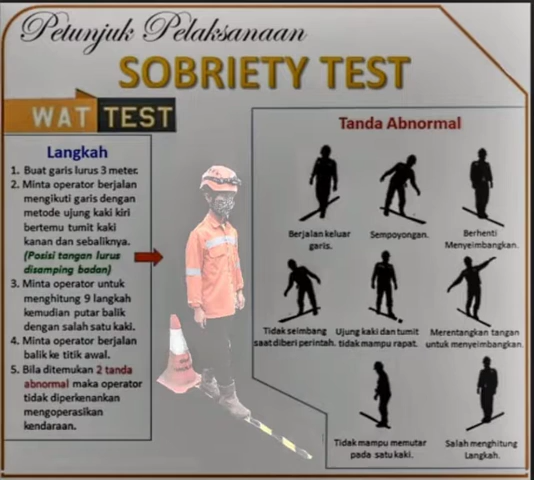 Petunjuk Pelaksanaan
SOBRIETY TEST
WAT TEST
Langkah
1. Buat garis lurus 3 meter.
2. Minta operator berjalan
mengikuti garis dengan
metode ujung kaki kiri
bertemu tumit kaki
kanan dan sebaliknya.
(Posisi tangan lurus
disamping badan)
3. Minta operator untuk
menghitung 9 langkah
kemudian putar balik
dengan salah satu kaki.
4. Minta operator berjalan
balik ke titik awal.
5. Bila ditemukan 2 tanda
abnormal maka operator
tidak diperkenankan
mengoperasikan
kendaraan.
Tanda Abnormal
Berjalan keluar
garis.
Sempoyongan.
Berhenti
Menyeimbangkan.
Tidak seimbang
saat diberi perintah.
Ujung kaki dan tumit
tidak mampu rapat.
Merentangkan tangan
untuk menyeimbangkan.
Tidak mampu memutar
pada satu kaki.
Salah menghitung
Langkah.